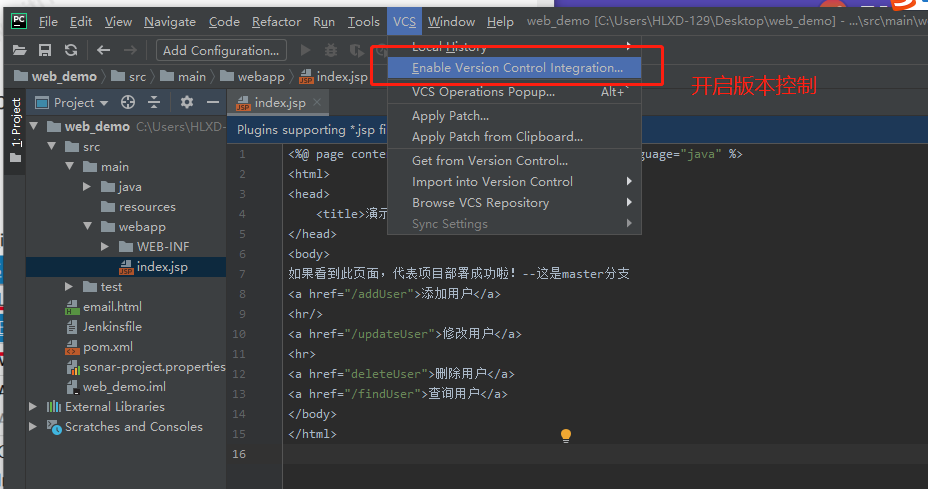 PC File Edit View Navigate Code Refactor Run Tools VCS Window Help web_demo [C:\Users\HLXD-129\Desktop\web_demo] - ...\src\main\w
Add Configuration...
web_demo src main webapp index.jsp
Local History
Enable Version Control Integration...
开启版本控制
VCS Operations Popup... Alt+`
Apply Patch...
Apply Patch from Clipboard...
Get from Version Control...
Import into Version Control
Browse VCS Repository
Sync Settings
1: Project
Project
web_demo C:\Users\HLXD-129
src
main
java
resources
webapp
WEB-INF
index.jsp
test
email.html
Jenkinsfile
pom.xml
sonar-project.properties
web_demo.iml
External Libraries
Scratches and Consoles
index.jsp
Plugins supporting *.jsp fi
1 <%@ page conte guage="java" %>
2 <html>
3 <head>
4 <title>演示
5 </head>
6 <body>
7 如果看到此页面，代表项目部署成功啦！--这是master分支
8 <a href="/addUser">添加用户</a>
9 <hr/>
10 <a href="/updateUser">修改用户</a>
11 <hr>
12 <a href="deleteUser">删除用户</a>
13 <a href="/findUser">查询用户</a>
14 </body>
15 </html>
16